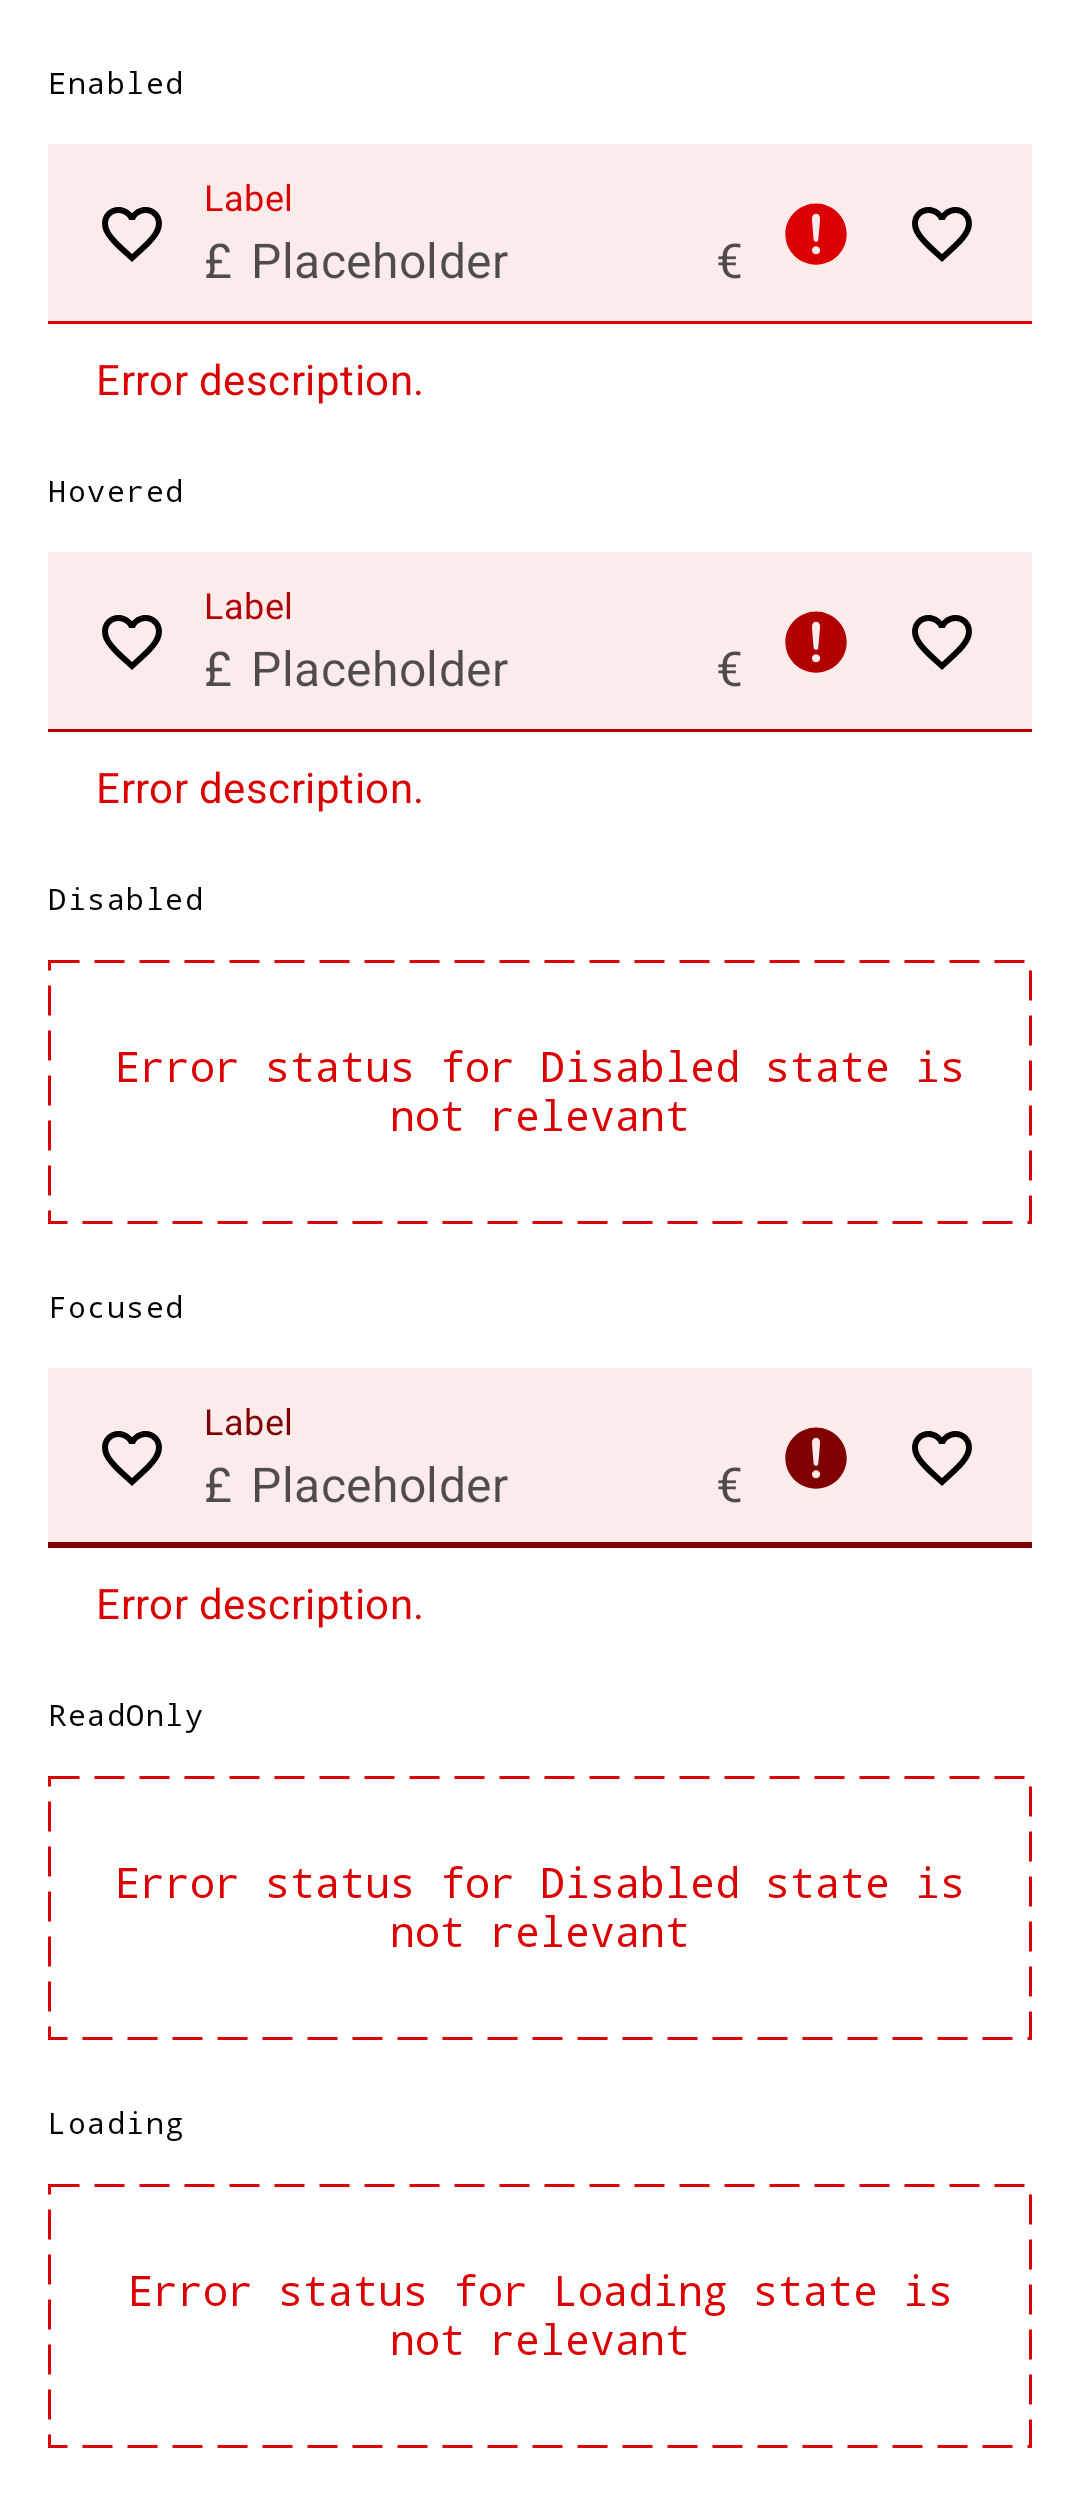 Enabled
Label
£ Placeholder €
Error description.
Hovered
Label
£ Placeholder €
Error description.
Disabled
Error status for Disabled state is
not relevant
Focused
Label
£ Placeholder €
Error description.
ReadOnly
Error status for Disabled state is
not relevant
Loading
Error status for Loading state is
not relevant